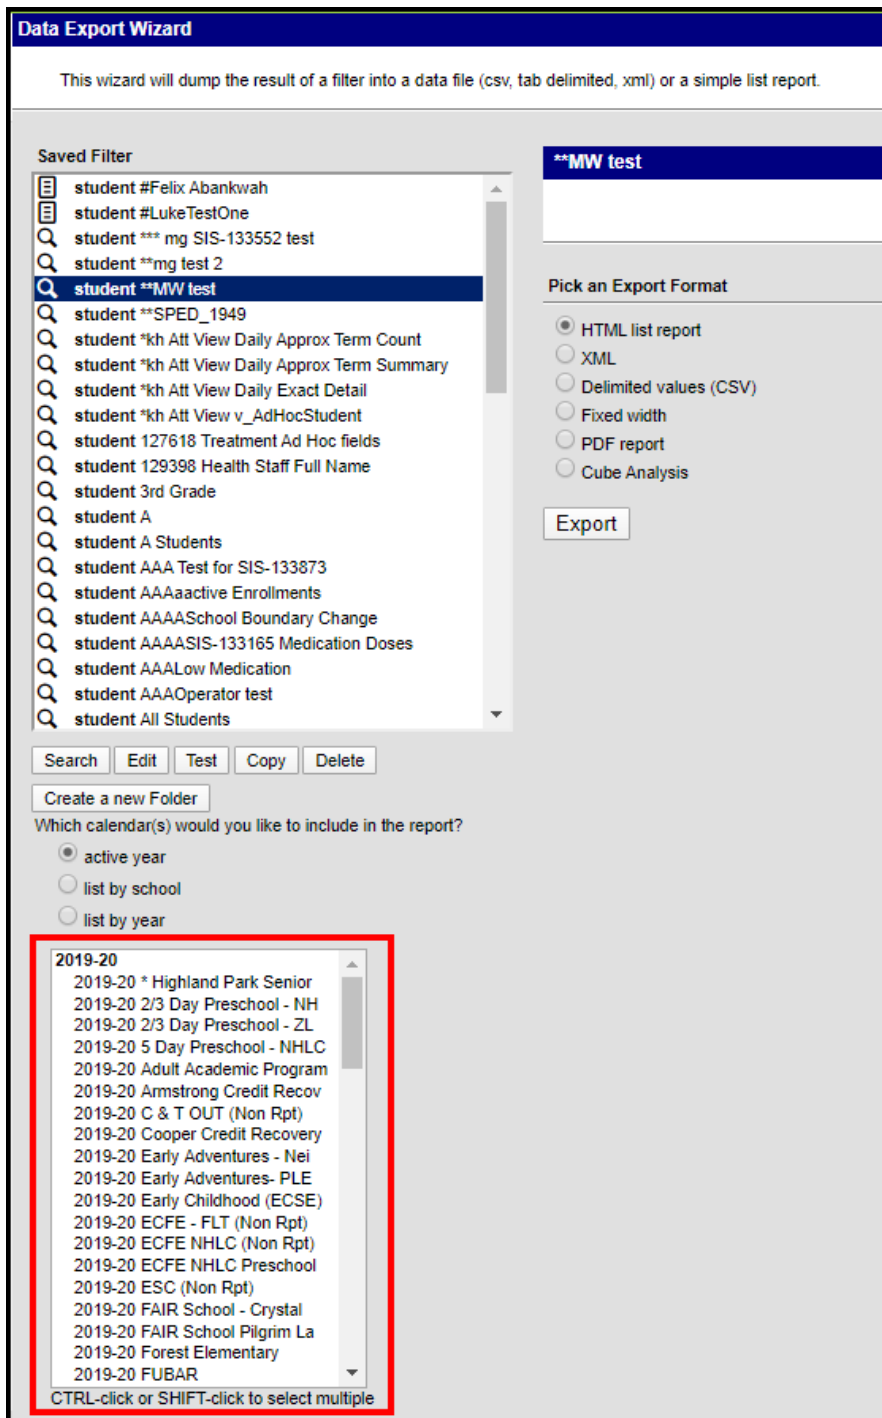 Data Export Wizard
This wizard will dump the result of a filter into a data file (csv, tab delimited, xml) or a simple list report.
Saved Filter
student #Felix Abankwah
student #LukeTestOne
student *** mg SIS-133552 test
student **mg test 2
student **MW test
student **SPED_1949
student *kh Att View Daily Approx Term Count
student *kh Att View Daily Approx Term Summary
student *kh Att View Daily Exact Detail
student *kh Att View v_AdHocStudent
student 127618 Treatment Ad Hoc fields
student 129398 Health Staff Full Name
student 3rd Grade
student A
student A Students
student AAA Test for SIS-133873
student AAAaactive Enrollments
student AAAASchool Boundary Change
student AAAASIS-133165 Medication Doses
student AAALow Medication
student AAAOperator test
student All Students
Search Edit Test Copy Delete
Create a new Folder
Which calendar(s) would you like to include in the report?
active year
list by school
list by year
2019-20
2019-20 * Highland Park Senior
2019-20 2/3 Day Preschool - NH
2019-20 2/3 Day Preschool - ZL
2019-20 5 Day Preschool - NHLC
2019-20 Adult Academic Program
2019-20 Armstrong Credit Recov
2019-20 C & T OUT (Non Rpt)
2019-20 Cooper Credit Recovery
2019-20 Early Adventures - Nei
2019-20 Early Adventures- PLE
2019-20 Early Childhood (ECSE)
2019-20 ECFE - FLT (Non Rpt)
2019-20 ECFE NHLC (Non Rpt)
2019-20 ECFE NHLC Preschool
2019-20 ESC (Non Rpt)
2019-20 FAIR School - Crystal
2019-20 FAIR School Pilgrim La
2019-20 Forest Elementary
2019-20 FUBAR
CTRL-click or SHIFT-click to select multiple
**MW test
Pick an Export Format
HTML list report
XML
Delimited values (CSV)
Fixed width
PDF report
Cube Analysis
Export